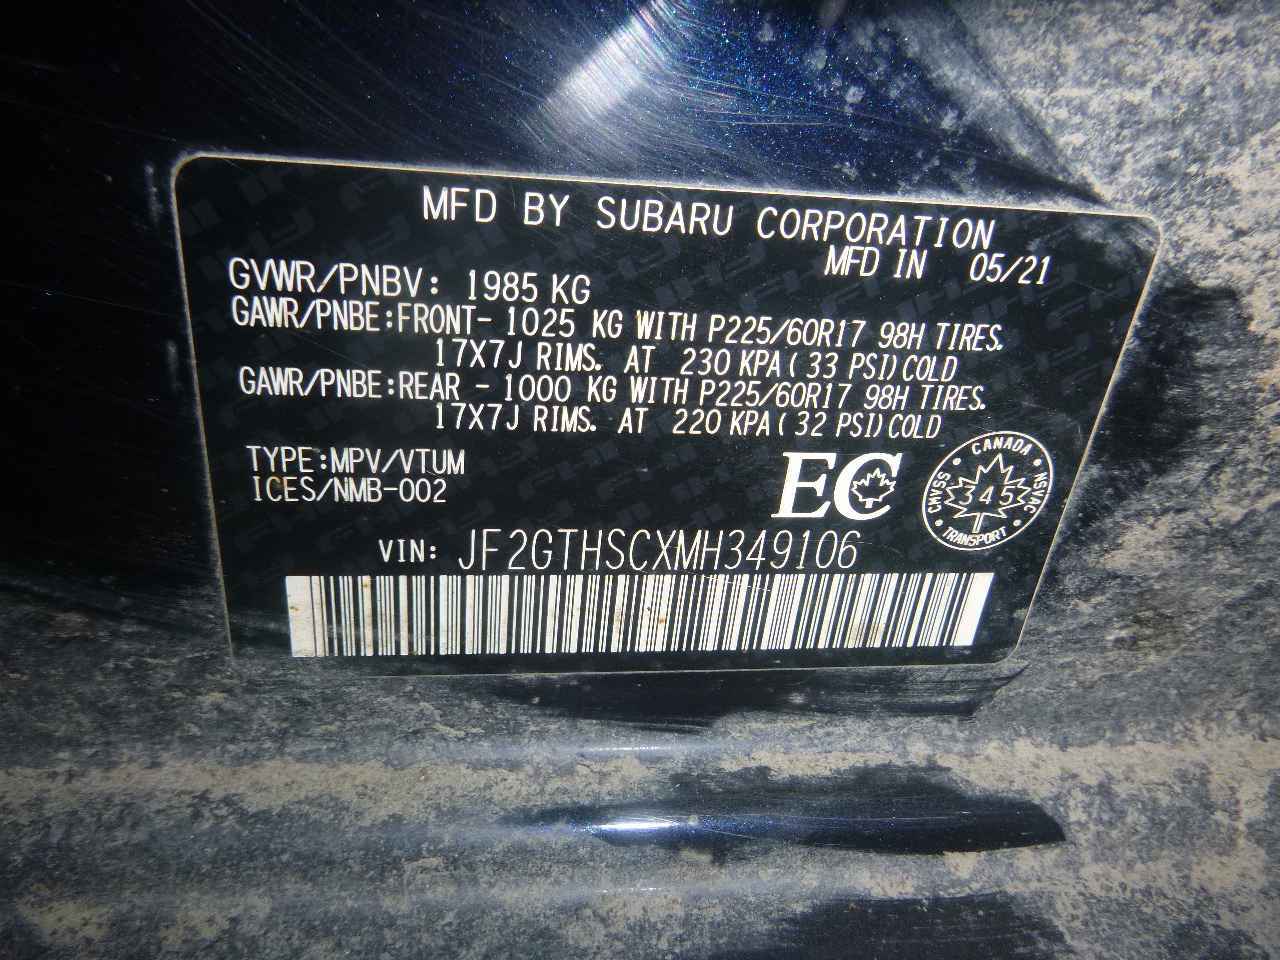 MFD BY SUBARU CORPORATION
MFD IN 05/21
GVWR/PNBV: 1985 KG
GAWR/PNBE:FRONT- 1025 KG WITH P225/60R17 98H TIRES.
17X7J RIMS. AT 230 KPA( 33 PSI)COLD
GAWR/PNBE:REAR - 1000 KG WITH P225/60R17 98H TIRES.
17X7J RIMS. AT 220 KPA( 32 PSI)COLD
TYPE:MPV/VTUM
ICES/NMB-002
EC
CANADA
CMVSS
345
NSVAC
TRANSPORT
VIN: JF2GTHSCXMH349106